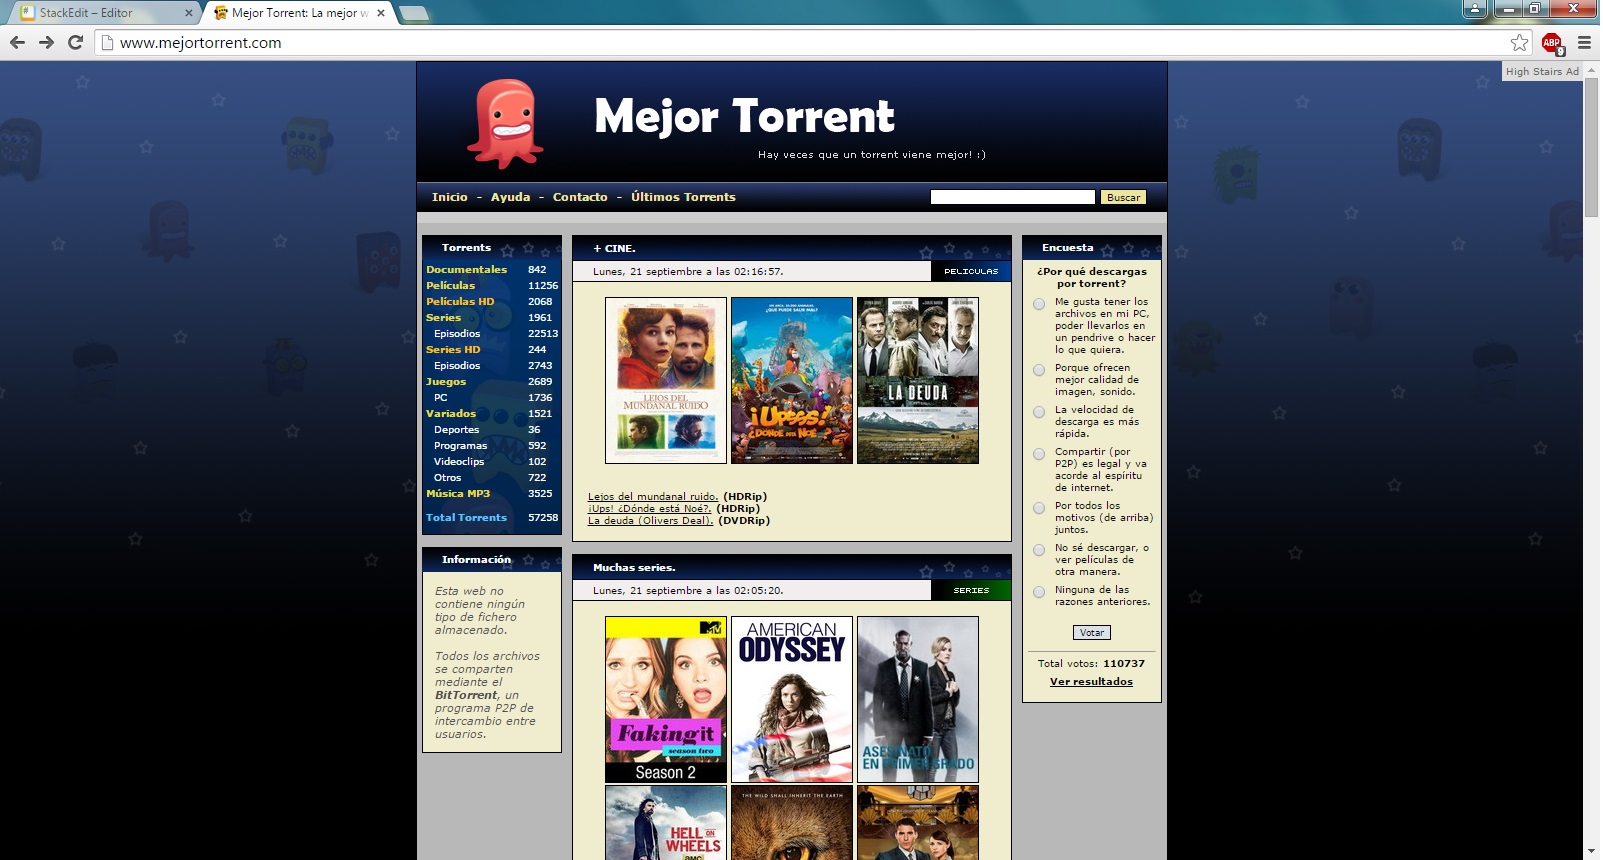 StackEdit – Editor
Mejor Torrent: La mejor w
www.mejortorrent.com
ABP
9
High Stairs Ad
Mejor Torrent
Hay veces que un torrent viene mejor! :)
Inicio - Ayuda - Contacto - Últimos Torrents
Buscar
Torrents
Documentales 842
Películas 11256
Películas HD 2068
Series 1961
Episodios 22513
Series HD 244
Episodios 2743
Juegos 2689
PC 1736
Variados 1521
Deportes 36
Programas 592
Videoclips 102
Otros 722
Música MP3 3525
Total Torrents 57258
Información
Esta web no
contiene ningún
tipo de fichero
almacenado.
Todos los archivos
se comparten
mediante el
BitTorrent, un
programa P2P de
intercambio entre
usuarios.
+ CINE.
Lunes, 21 septiembre a las 02:16:57.
PELICULAS
LEJOS DEL
MUNDANAL RUIDO
¿QUÉ PUEDE SALIR MAL?
¡Upsss!
¿DONDE ESTÁ NOÉ...?
LA DEUDA
Lejos del mundanal ruido. (HDRip)
¡Ups! ¿Dónde está Noé?. (HDRip)
La deuda (Olivers Deal). (DVDRip)
Muchas series.
Lunes, 21 septiembre a las 02:05:20.
SERIES
MTV
Faking it
season two
Season 2
AMERICAN
ODYSSEY
ASESINATO
EN PRIMER GRADO
HELL ON
WHEELS
AMC
THE WILD SHALL INHERIT THE EARTH
Encuesta
¿Por qué descargas
por torrent?
Me gusta tener los
archivos en mi PC,
poder llevarlos en
un pendrive o hacer
lo que quiera.
Porque ofrecen
mejor calidad de
imagen, sonido.
La velocidad de
descarga es más
rápida.
Compartir (por
P2P) es legal y va
acorde al espíritu
de internet.
Por todos los
motivos (de arriba)
juntos.
No sé descargar, o
ver películas de
otra manera.
Ninguna de las
razones anteriores.
Votar
Total votos: 110737
Ver resultados